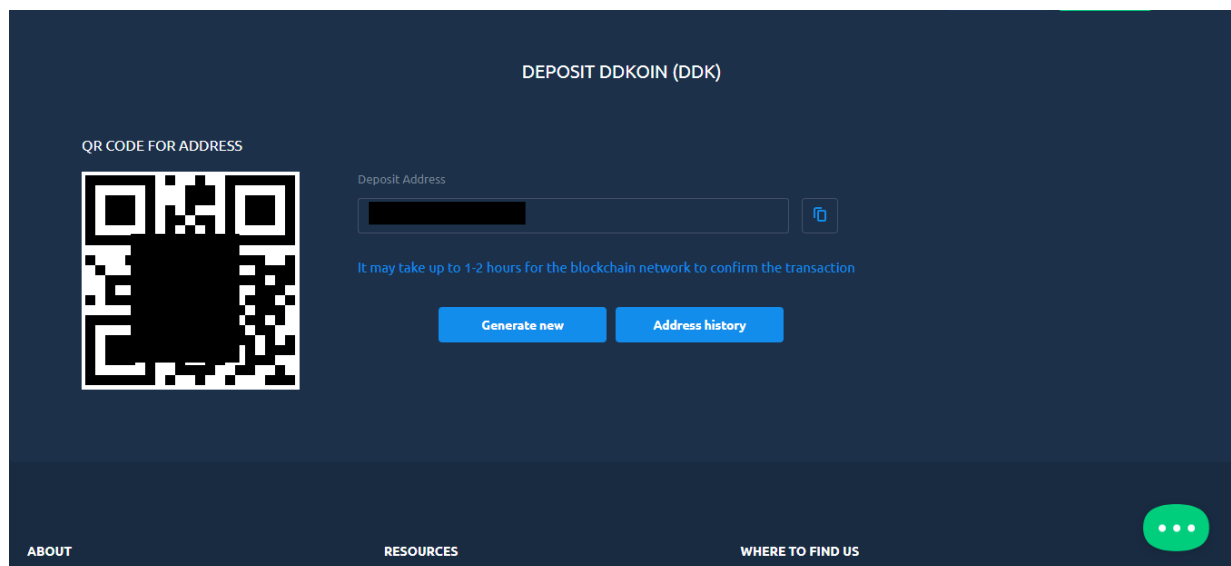 DEPOSIT DDKOIN (DDK)
QR CODE FOR ADDRESS
Deposit Address
It may take up to 1-2 hours for the blockchain network to confirm the transaction
Generate new
Address history
ABOUT
RESOURCES
WHERE TO FIND US